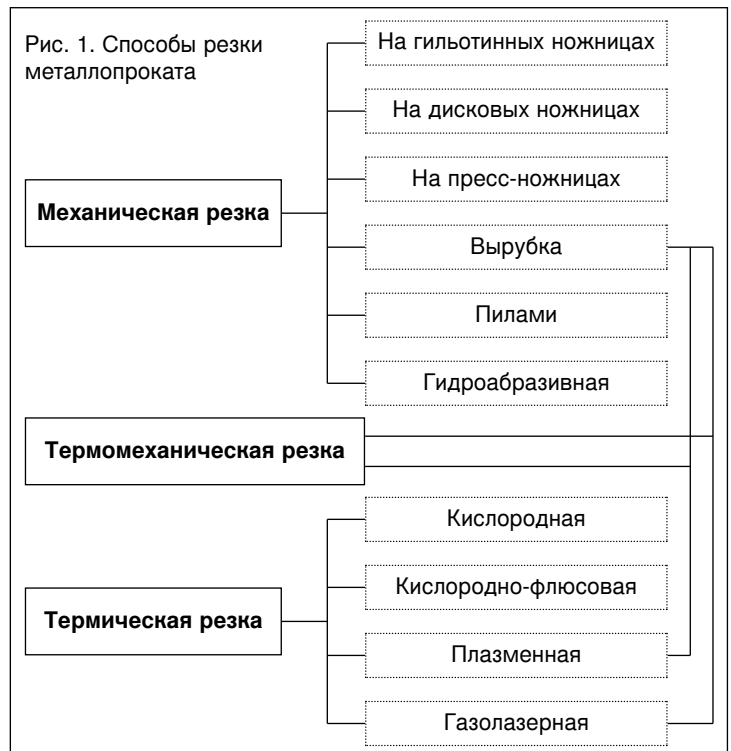 Рис. 1. Способы резки
металлопроката
На гильотинных ножницах
На дисковых ножницах
На пресс-ножницах
Механическая резка
Вырубка
Пилами
Гидроабразивная
Термомеханическая резка
Кислородная
Кислородно-флюсовая
Термическая резка
Плазменная
Газолазерная